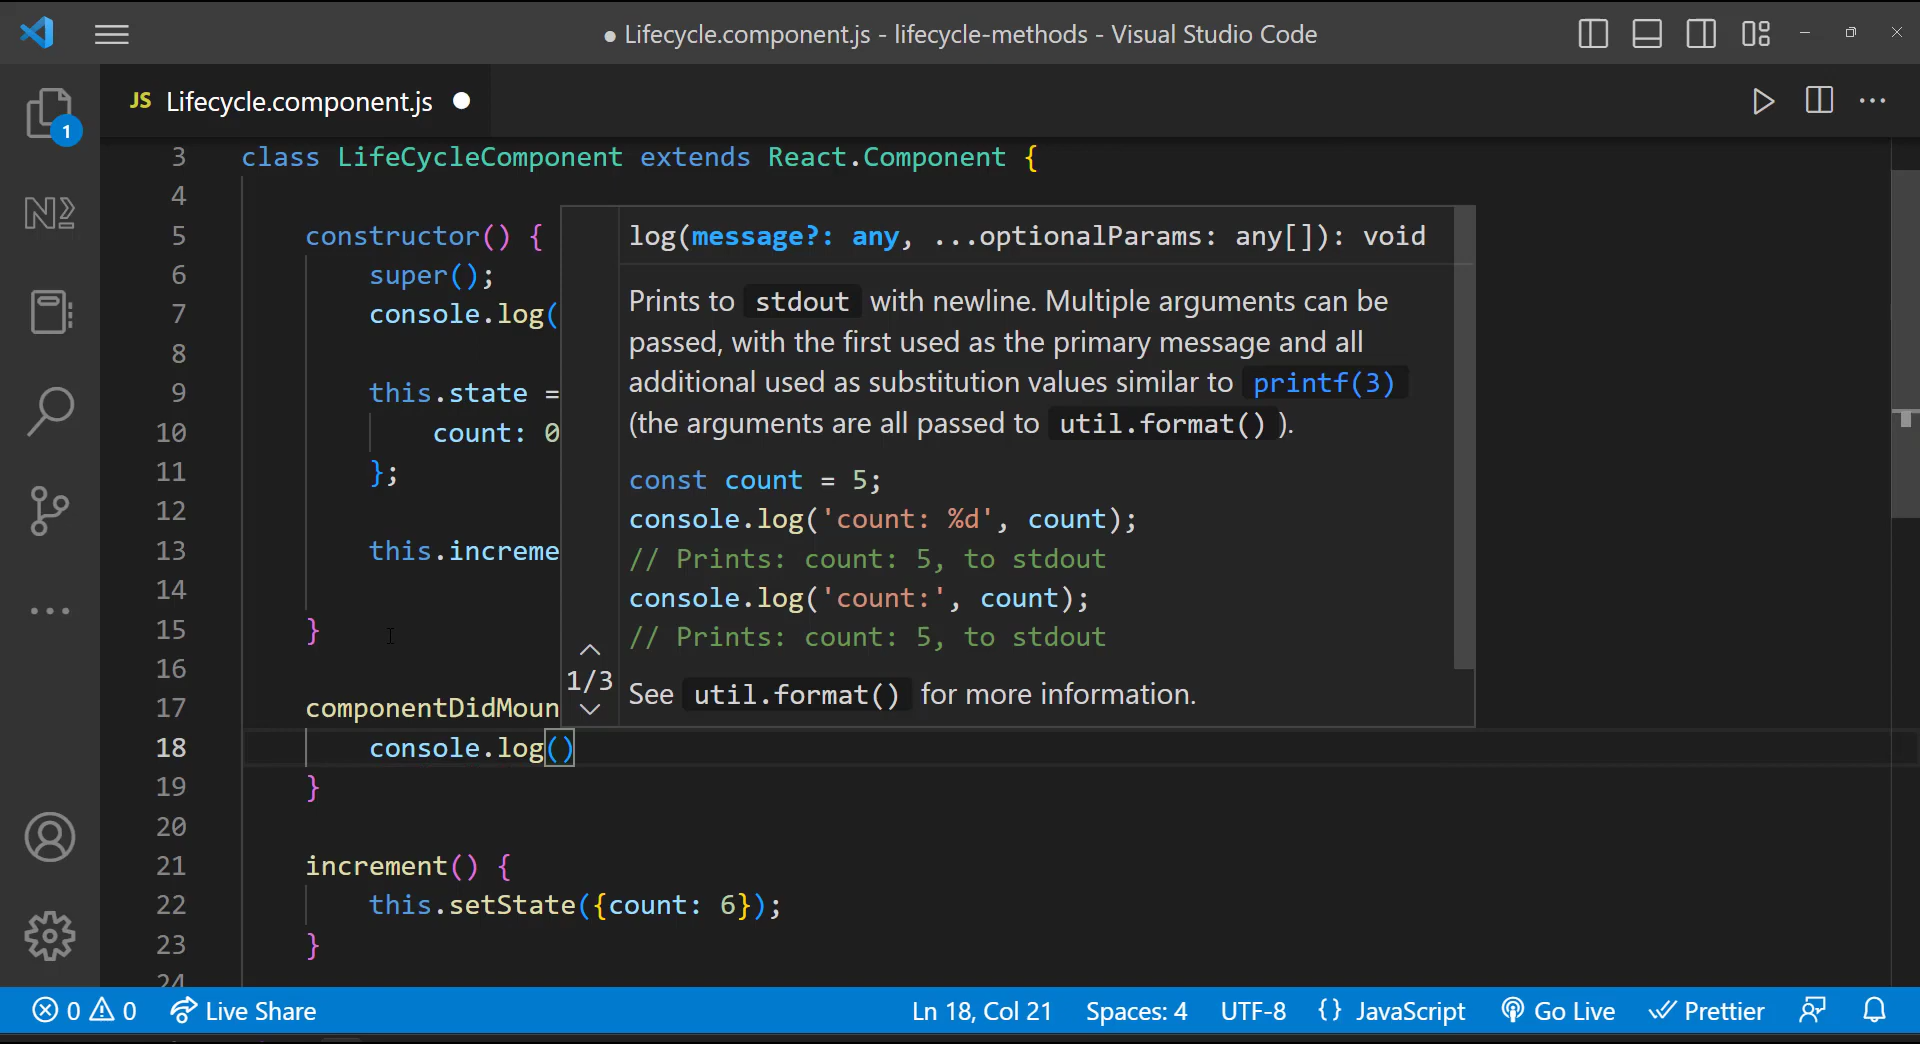 ● Lifecycle.component.js - lifecycle-methods - Visual Studio Code
JS Lifecycle.component.js ●
1
3 class LifeCycleComponent extends React.Component {
4
5 constructor() {
6 super();
7 console.log(
8
9 this.state =
10 count: 0
11 };
12
13 this.increme
14
15 }
16
17 componentDidMoun
18 console.log()
19 }
20
21 increment() {
22 this.setState({count: 6});
23 }
24
log(message?: any, ...optionalParams: any[]): void
Prints to stdout with newline. Multiple arguments can be
passed, with the first used as the primary message and all
additional used as substitution values similar to printf(3)
(the arguments are all passed to util.format() ).
const count = 5;
console.log('count: %d', count);
// Prints: count: 5, to stdout
console.log('count:', count);
// Prints: count: 5, to stdout
1/3
See util.format() for more information.
0 0 Live Share Ln 18, Col 21 Spaces: 4 UTF-8 {} JavaScript Go Live Prettier